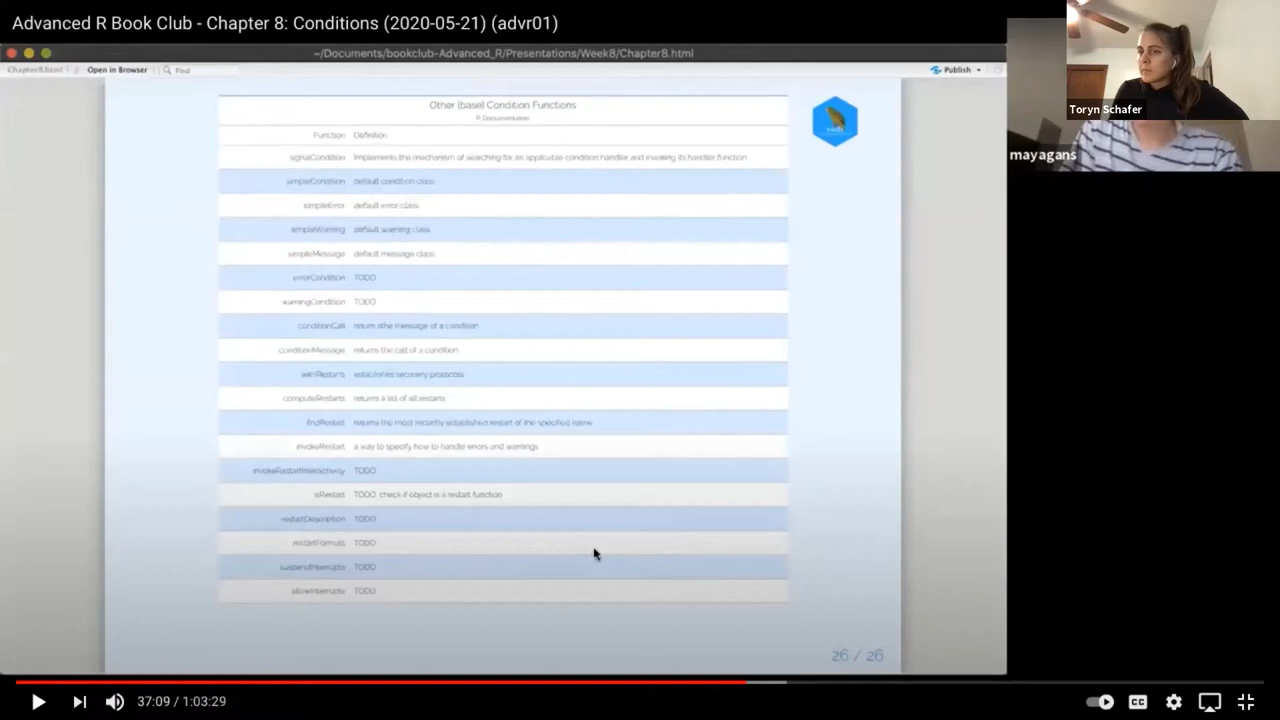 Advanced R Book Club - Chapter 8: Conditions (2020-05-21) (advr01)
~/Documents/bookclub-Advanced_R/Presentations/Week8/Chapter8.html
Chapter8.html Open in Browser Find Publish
Toryn Schafer
mayagans
Other (base) Condition Functions
R Documentation
Function Definition
signalCondition Implements the mechanism of searching for an applicable condition handler and invoking its handler function
simpleCondition default condition class
simpleError default error class
simpleWarning default warning class
simpleMessage default message class
errorCondition TODO
warningCondition TODO
conditionCall return sthe message of a condition
conditionMessage returns the call of a condition
withRestarts established recovery protocols
computeRestarts returns a list of all restarts
findRestart returns the most recently established restart of the specified name
invokeRestart a way to specify how to handle errors and warnings
invokeRestartInteractively TODO
isRestart TODO check if object is a restart function
restartDescription TODO
restartFormals TODO
suspendInterrupts TODO
allowInterrupts TODO
26 / 26
37:09 / 1:03:29
CC